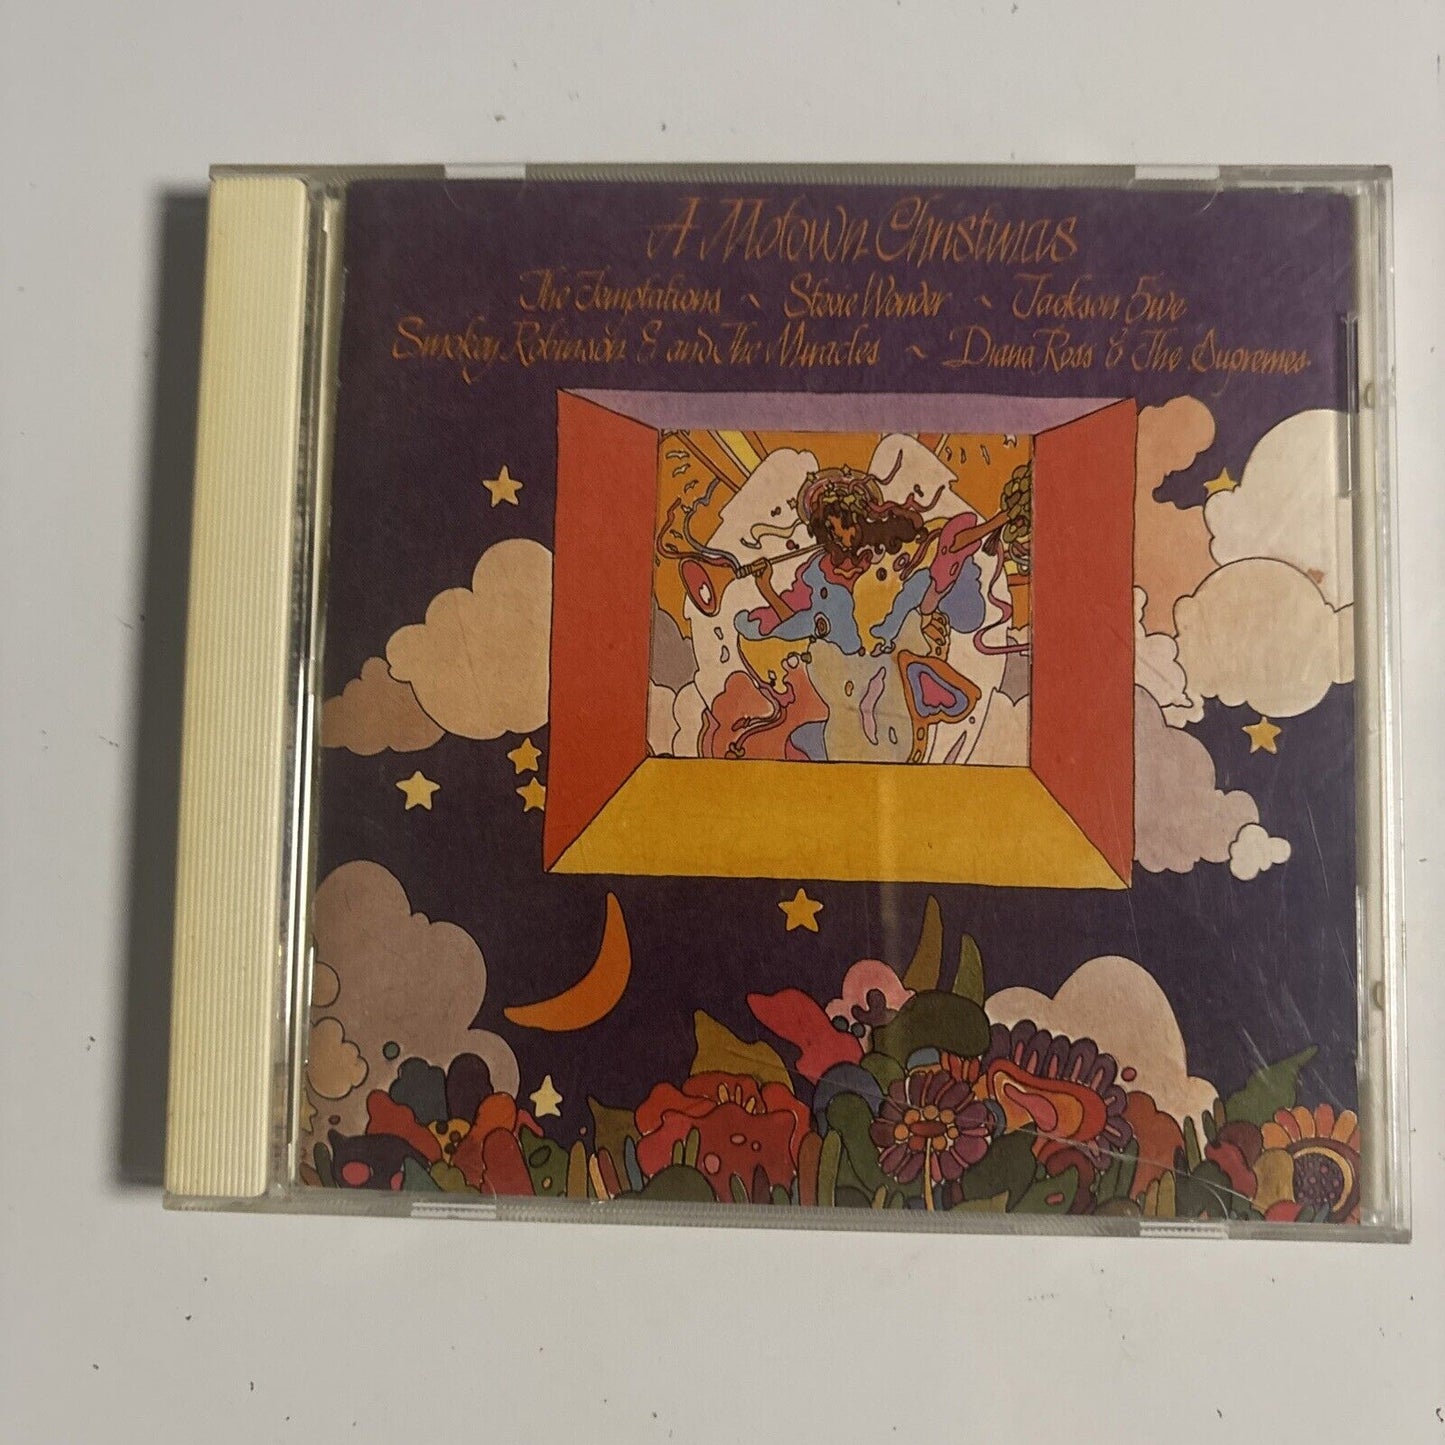 A Motown Christmas
The Temptations ~ Stevie Wonder ~ Jackson 5ive
Smokey Robinson & and The Miracles ~ Diana Ross & The Supremes